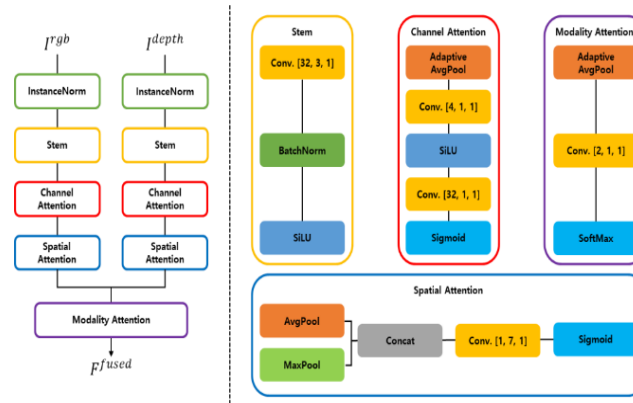 I^rgb
I^depth
InstanceNorm
InstanceNorm
Stem
Stem
Channel
Attention
Channel
Attention
Spatial
Attention
Spatial
Attention
Modality Attention
F^fused
Stem
Conv. [32, 3, 1]
BatchNorm
SiLU
Channel Attention
Adaptive
AvgPool
Conv. [4, 1, 1]
SiLU
Conv. [32, 1, 1]
Sigmoid
Modality Attention
Adaptive
AvgPool
Conv. [2, 1, 1]
SoftMax
Spatial Attention
AvgPool
MaxPool
Concat
Conv. [1, 7, 1]
Sigmoid